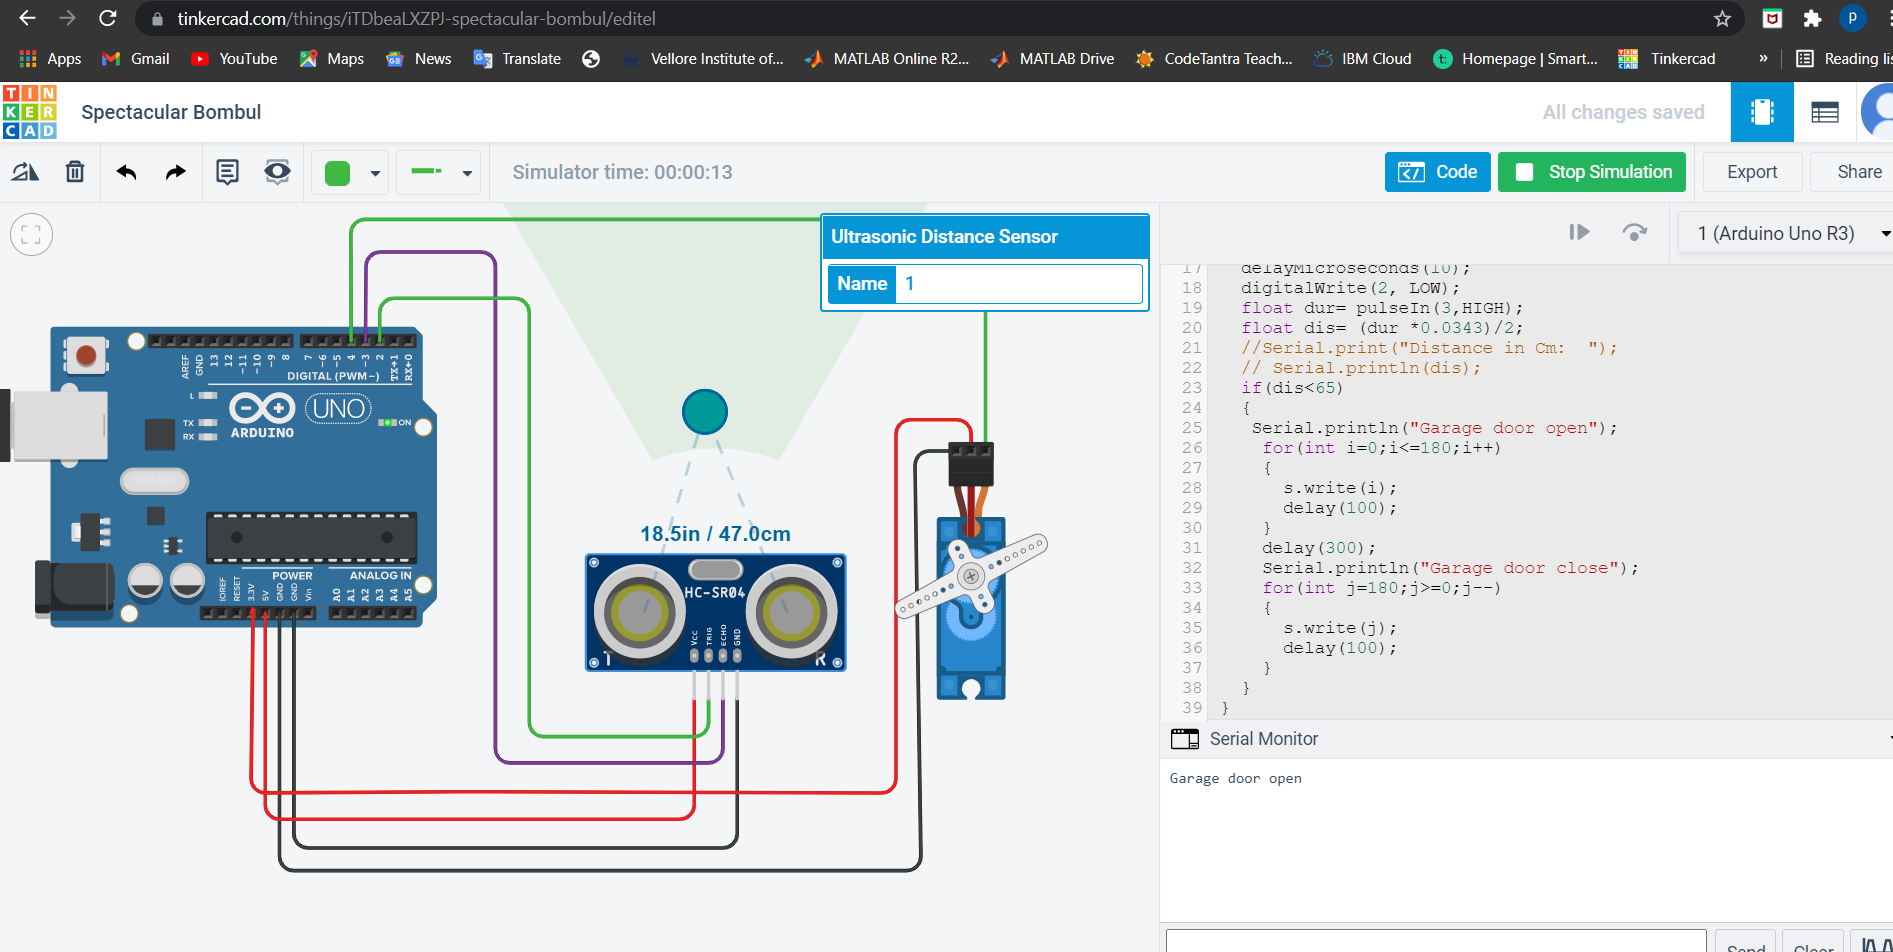 tinkercad.com/things/iTDbeaLXZPJ-spectacular-bombul/editel
p
Apps Gmail YouTube Maps News Translate Vellore Institute of... MATLAB Online R2... MATLAB Drive CodeTantra Teach... IBM Cloud Homepage | Smart... Tinkercad » Reading lis
TIN
KER
CAD
Spectacular Bombul
All changes saved
Simulator time: 00:00:13
Code
Stop Simulation
Export
Share
Ultrasonic Distance Sensor
Name 1
1 (Arduino Uno R3)
AREF GND 13 12 ~11 ~10 ~9 8 7 ~6 ~5 4 ~3 2 TX→1 RX←0
DIGITAL (PWM~)
L
TX
RX
ARDUINO
UNO
ON
POWER
ANALOG IN
IOREF RESET 3.3V 5V GND GND Vin A0 A1 A2 A3 A4 A5
18.5in / 47.0cm
HC-SR04
Vcc TRIG ECHO GND
T R
17 delayMicroseconds(10);
18 digitalWrite(2, LOW);
19 float dur= pulseIn(3,HIGH);
20 float dis= (dur *0.0343)/2;
21 //Serial.print("Distance in Cm:  ");
22 // Serial.println(dis);
23 if(dis<65)
24 {
25 Serial.println("Garage door open");
26 for(int i=0;i<=180;i++)
27 {
28 s.write(i);
29 delay(100);
30 }
31 delay(300);
32 Serial.println("Garage door close");
33 for(int j=180;j>=0;j--)
34 {
35 s.write(j);
36 delay(100);
37 }
38 }
39 }
Serial Monitor
Garage door open
Send
Clear